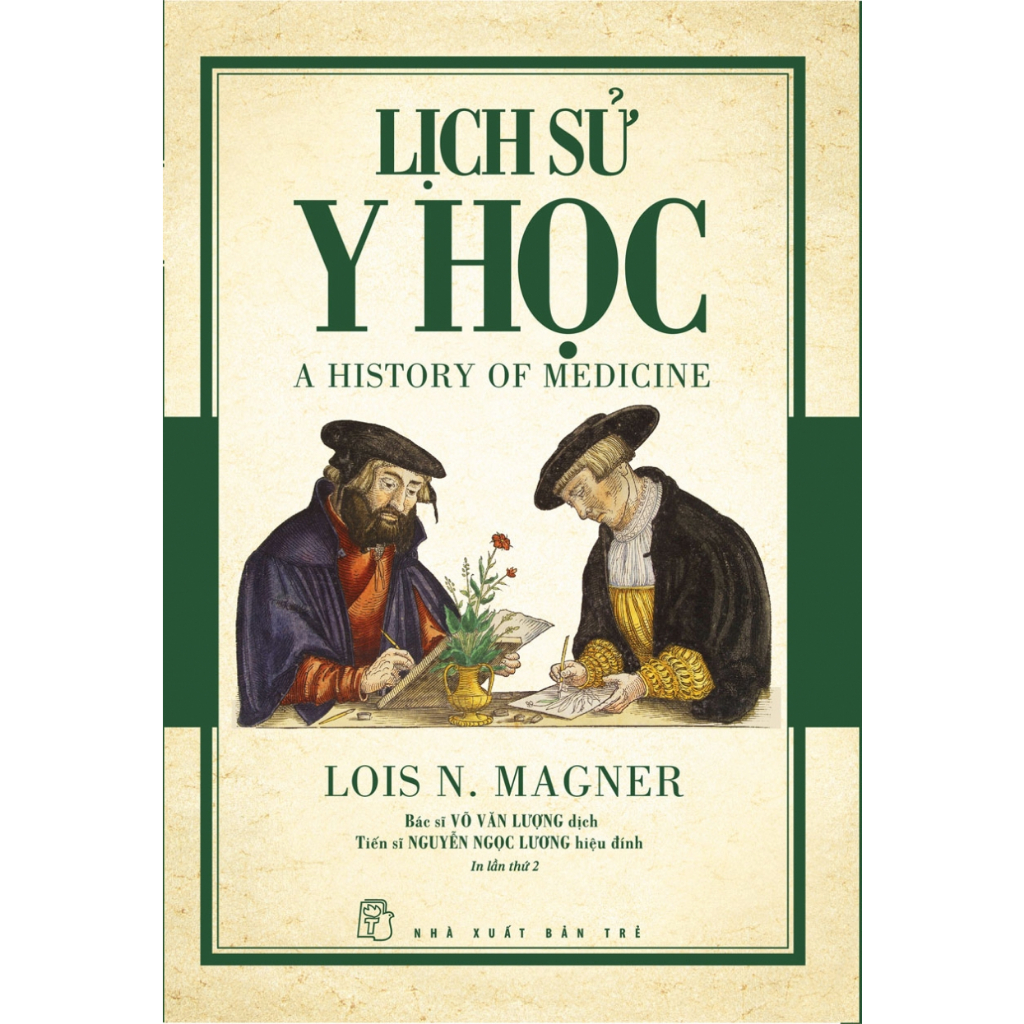 LỊCH SỬ
Y HỌC
A HISTORY OF MEDICINE
LOIS N. MAGNER
Bác sĩ VÕ VĂN LƯỢNG dịch
Tiến sĩ NGUYỄN NGỌC LƯƠNG hiệu đính
In lần thứ 2
NHÀ XUẤT BẢN TRẺ